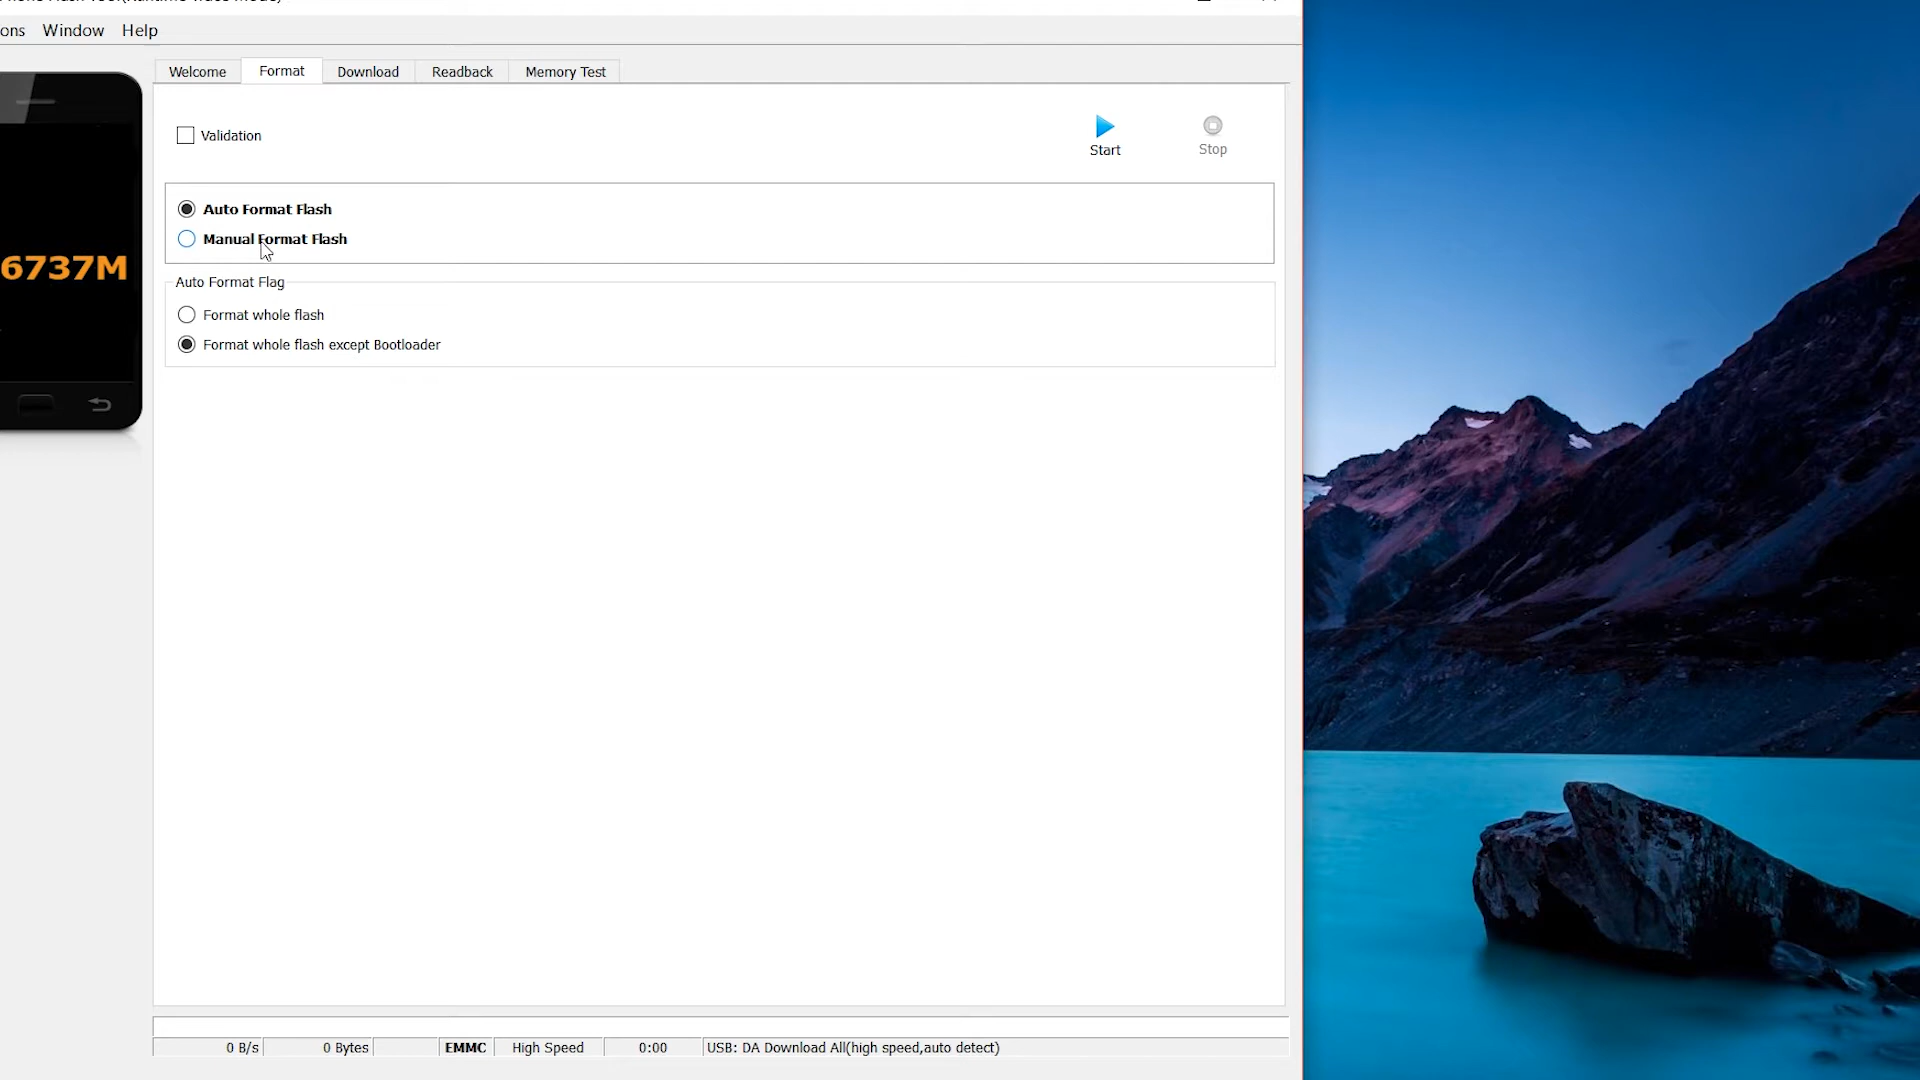 ons Window Help
Welcome Format Download Readback Memory Test
Validation
Start Stop
Auto Format Flash
Manual Format Flash
6737M
Auto Format Flag
Format whole flash
Format whole flash except Bootloader
0 B/s 0 Bytes EMMC High Speed 0:00 USB: DA Download All(high speed,auto detect)